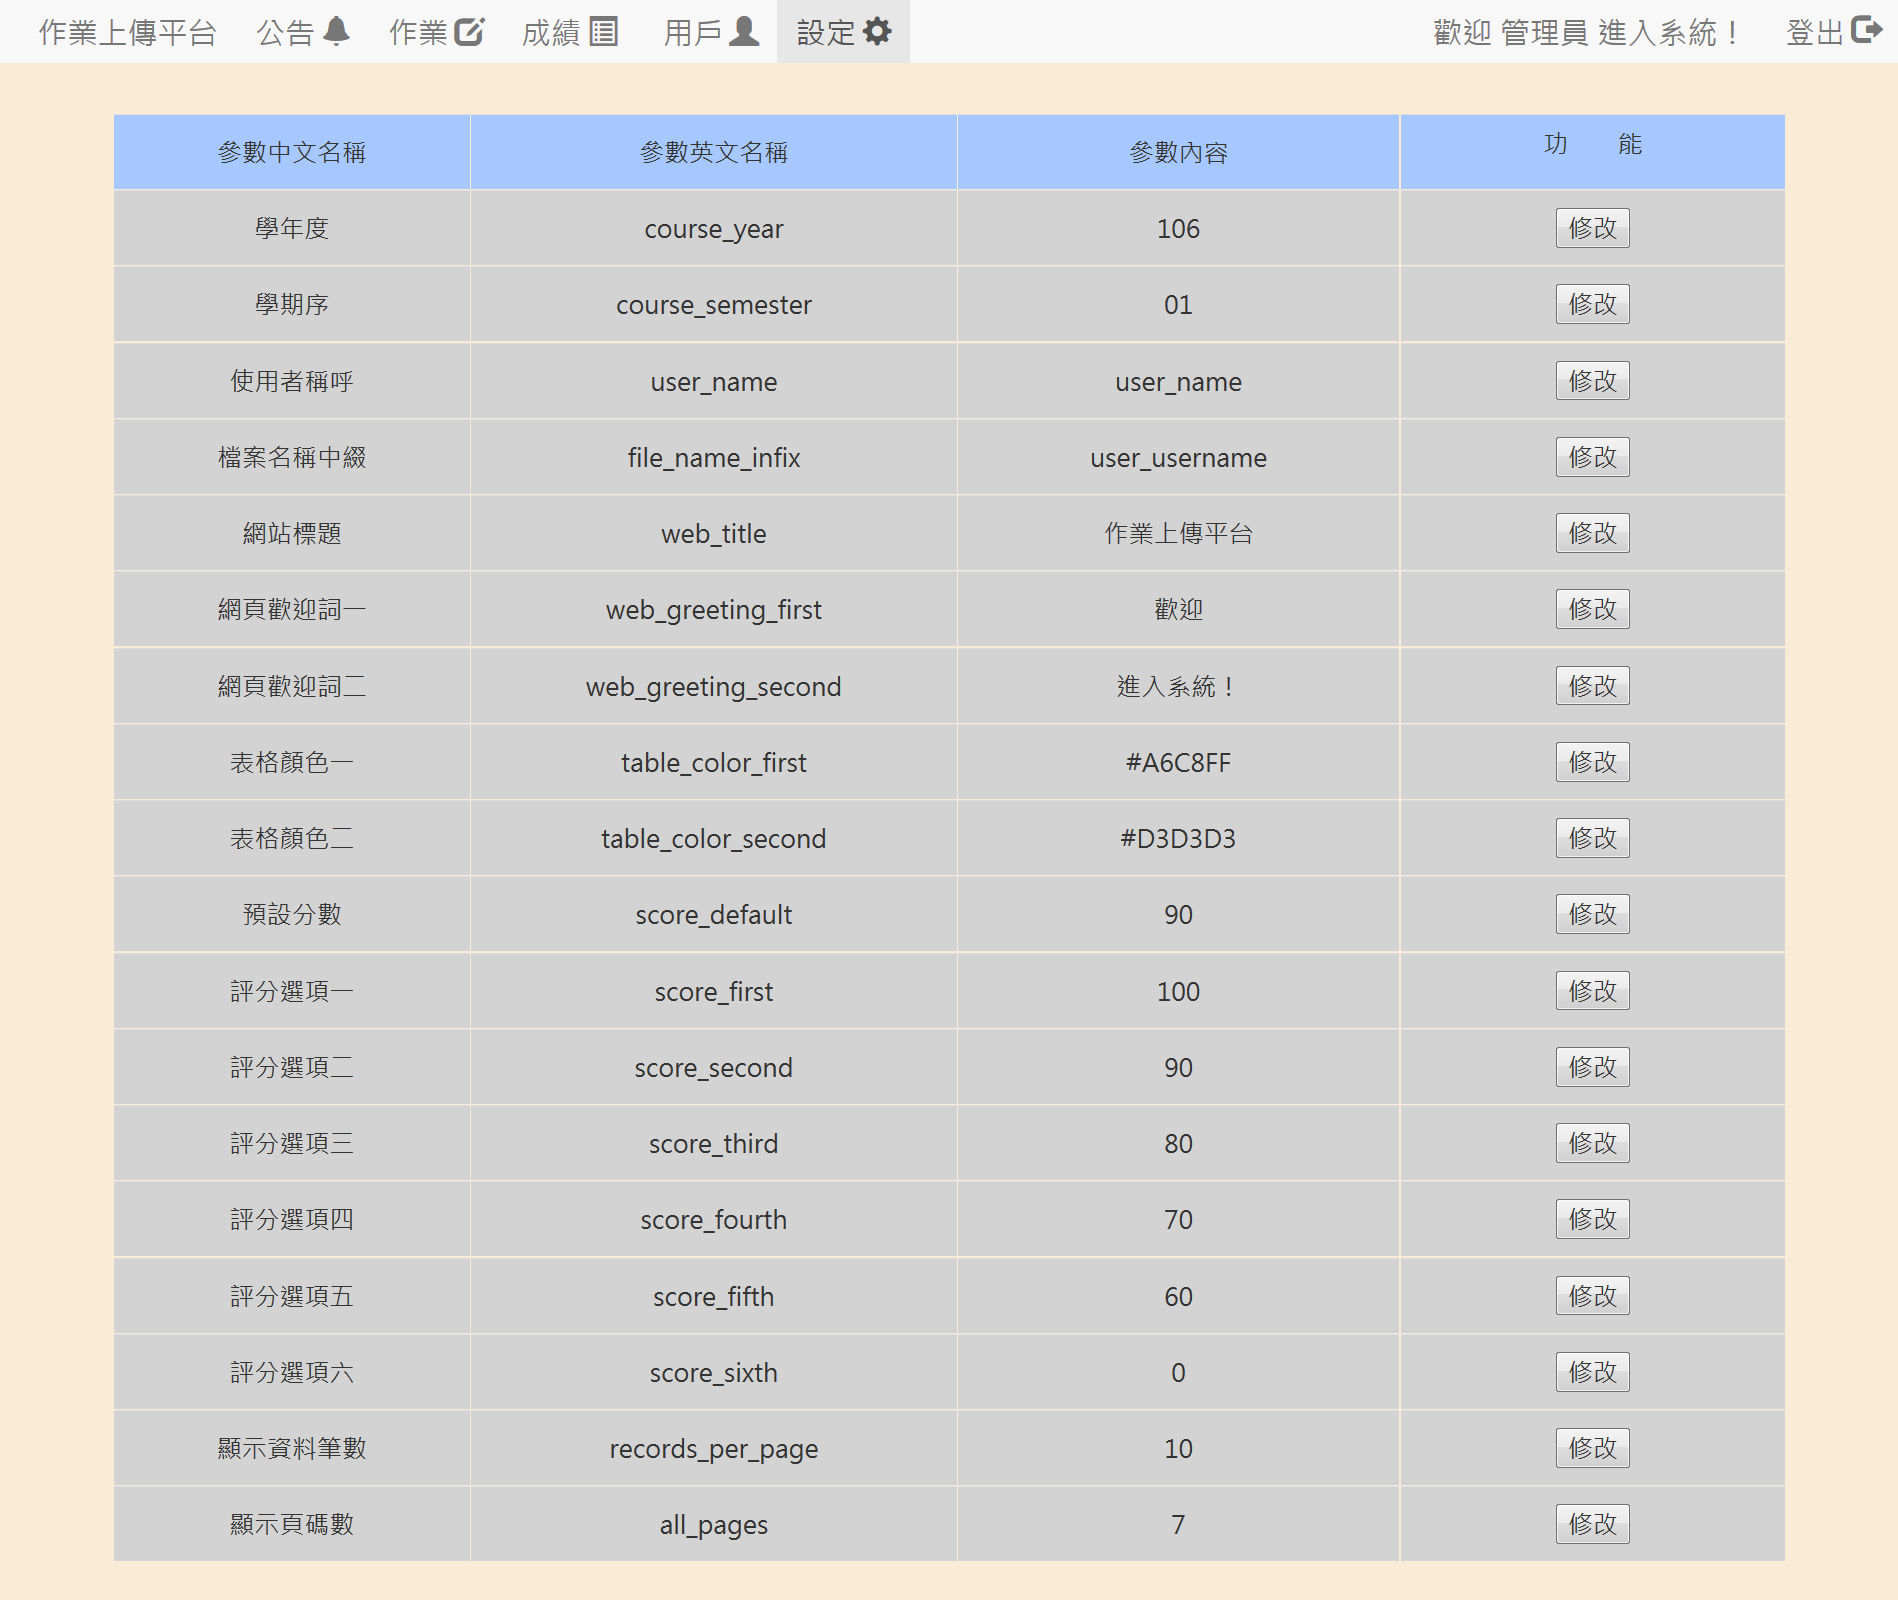 作業上傳平台 公告 作業 成績 用戶 設定 歡迎 管理員 進入系統！ 登出
參數中文名稱 參數英文名稱 參數內容 功 能
學年度 course_year 106 修改
學期序 course_semester 01 修改
使用者稱呼 user_name user_name 修改
檔案名稱中綴 file_name_infix user_username 修改
網站標題 web_title 作業上傳平台 修改
網頁歡迎詞一 web_greeting_first 歡迎 修改
網頁歡迎詞二 web_greeting_second 進入系統！ 修改
表格顏色一 table_color_first #A6C8FF 修改
表格顏色二 table_color_second #D3D3D3 修改
預設分數 score_default 90 修改
評分選項一 score_first 100 修改
評分選項二 score_second 90 修改
評分選項三 score_third 80 修改
評分選項四 score_fourth 70 修改
評分選項五 score_fifth 60 修改
評分選項六 score_sixth 0 修改
顯示資料筆數 records_per_page 10 修改
顯示頁碼數 all_pages 7 修改